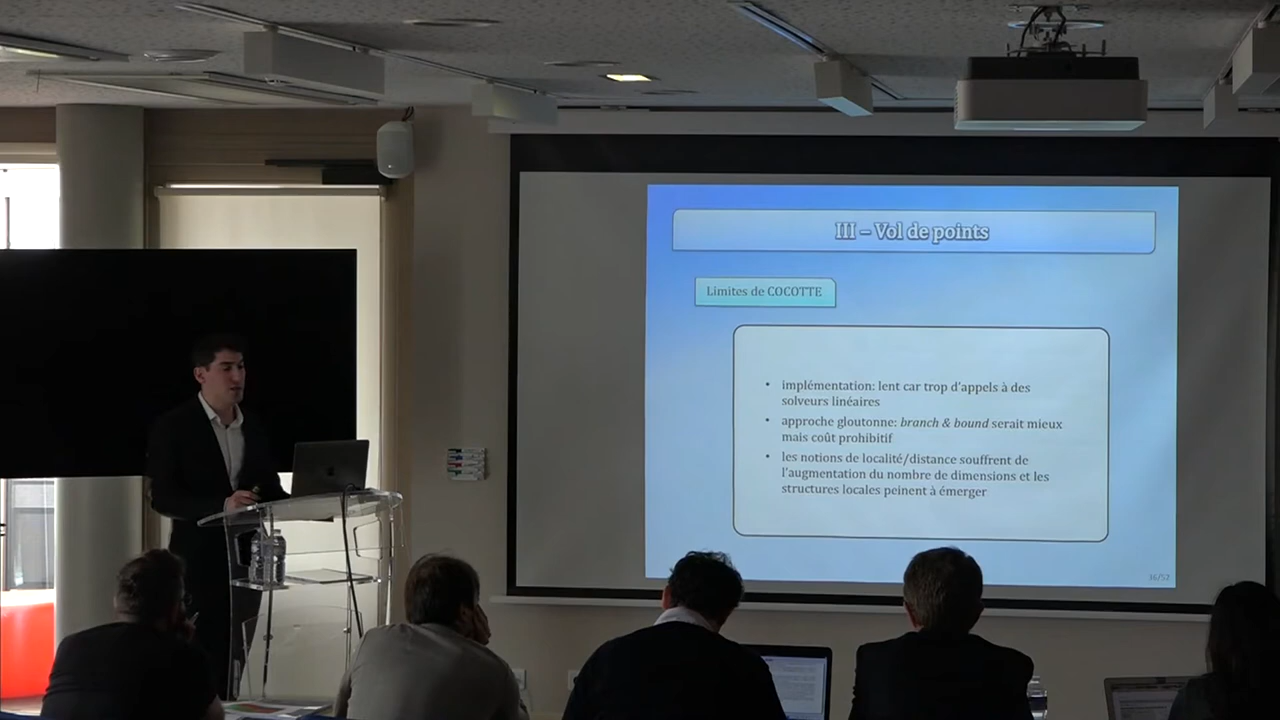 III – Vol de points
Limites de COCOTTE
• implémentation: lent car trop d'appels à des
solveurs linéaires
• approche gloutonne: branch & bound serait mieux
mais coût prohibitif
• les notions de localité/distance souffrent de
l'augmentation du nombre de dimensions et les
structures locales peinent à émerger
16/52